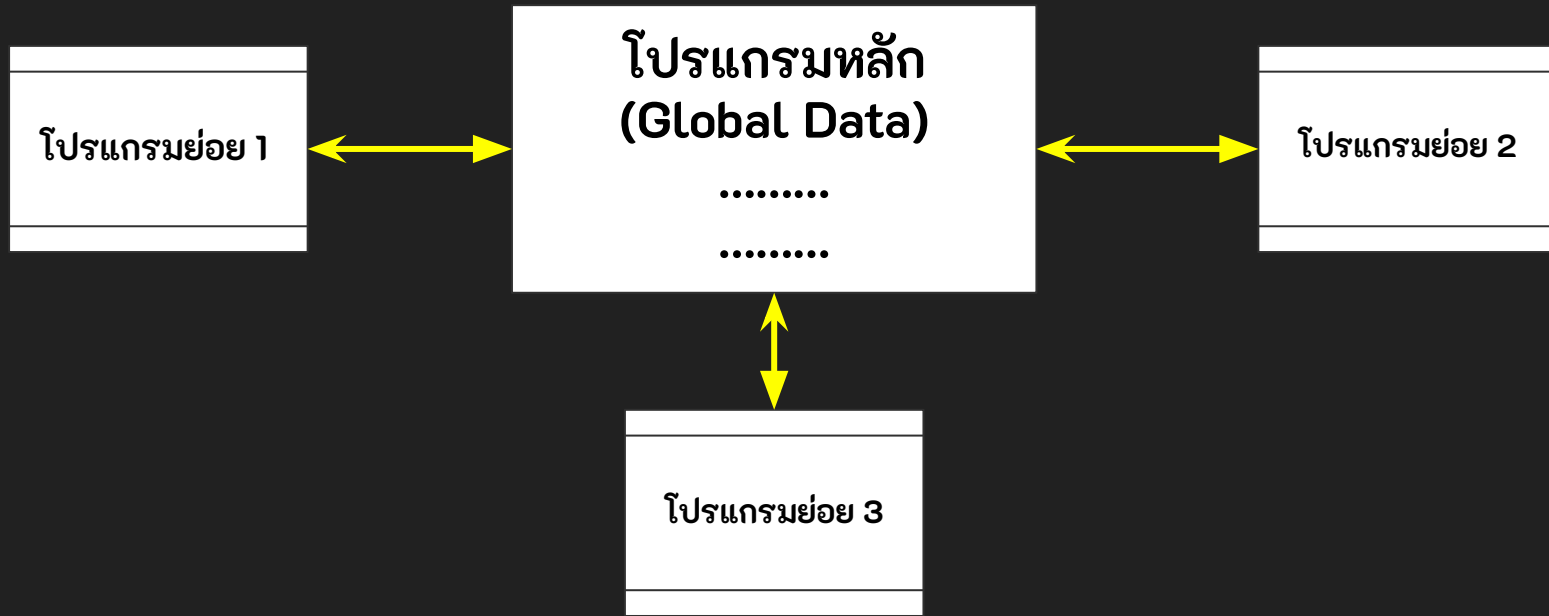 โปรแกรมหลัก
(Global Data)
.........
.........
โปรแกรมย่อย 1
โปรแกรมย่อย 2
โปรแกรมย่อย 3